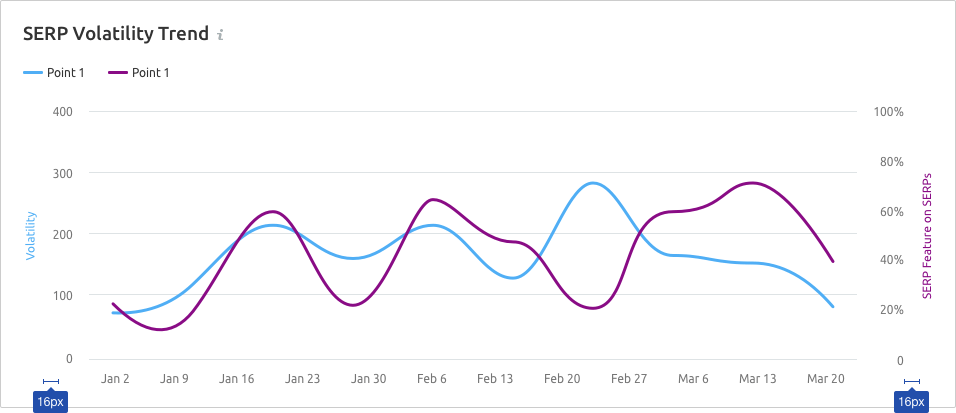 SERP Volatility Trend i
Point 1 Point 1
400 100%
80%
300
60%
200
40%
100
20%
0 0
Volatility
SERP Feature on SERPs
Jan 2 Jan 9 Jan 16 Jan 23 Jan 30 Feb 6 Feb 13 Feb 20 Feb 27 Mar 6 Mar 13 Mar 20
16px 16px